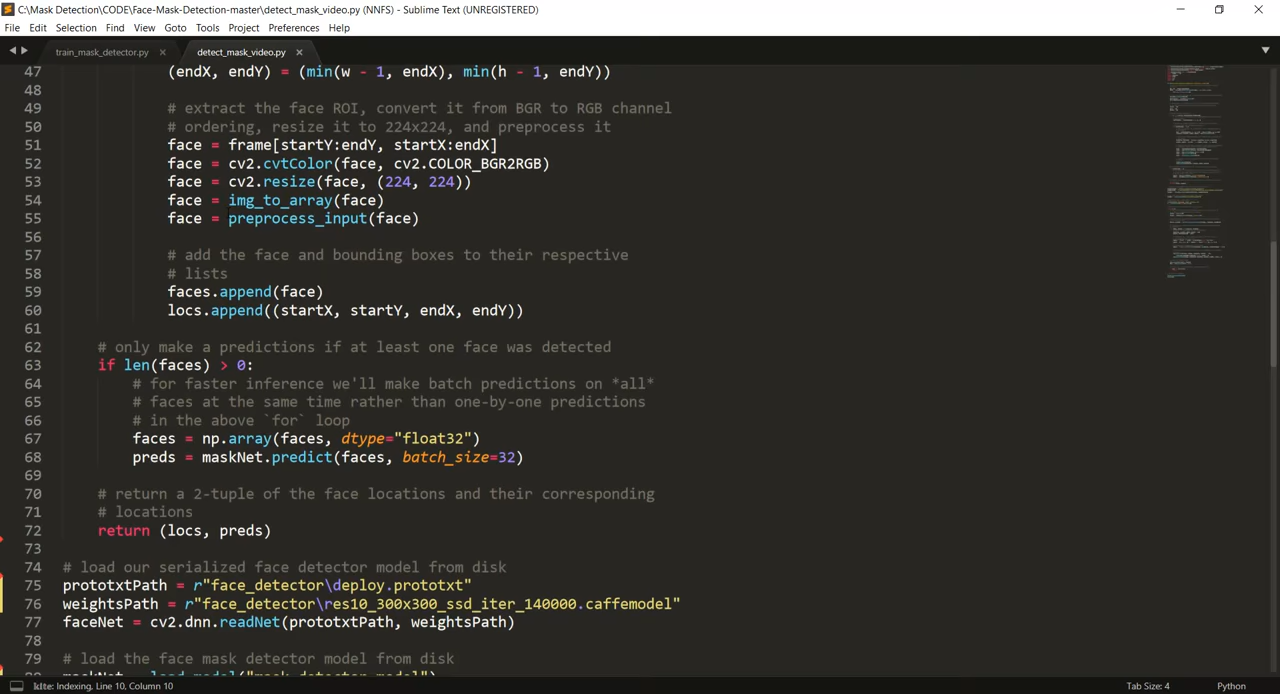 C:\Mask Detection\CODE\Face-Mask-Detection-master\detect_mask_video.py (NNFS) - Sublime Text (UNREGISTERED)
File Edit Selection Find View Goto Tools Project Preferences Help
train_mask_detector.py detect_mask_video.py
47 (endX, endY) = (min(w - 1, endX), min(h - 1, endY))
48
49 # extract the face ROI, convert it from BGR to RGB channel
50 # ordering, resize it to 224x224, and preprocess it
51 face = frame[startY:endY, startX:endX]
52 face = cv2.cvtColor(face, cv2.COLOR_BGR2RGB)
53 face = cv2.resize(face, (224, 224))
54 face = img_to_array(face)
55 face = preprocess_input(face)
56
57 # add the face and bounding boxes to their respective
58 # lists
59 faces.append(face)
60 locs.append((startX, startY, endX, endY))
61
62 # only make a predictions if at least one face was detected
63 if len(faces) > 0:
64 # for faster inference we'll make batch predictions on *all*
65 # faces at the same time rather than one-by-one predictions
66 # in the above `for` loop
67 faces = np.array(faces, dtype="float32")
68 preds = maskNet.predict(faces, batch_size=32)
69
70 # return a 2-tuple of the face locations and their corresponding
71 # locations
72 return (locs, preds)
73
74 # load our serialized face detector model from disk
75 prototxtPath = r"face_detector\deploy.prototxt"
76 weightsPath = r"face_detector\res10_300x300_ssd_iter_140000.caffemodel"
77 faceNet = cv2.dnn.readNet(prototxtPath, weightsPath)
78
79 # load the face mask detector model from disk
maskNet = load_model("mask_detector.model")
Indexing, Line 10, Column 10 Tab Size: 4 Python